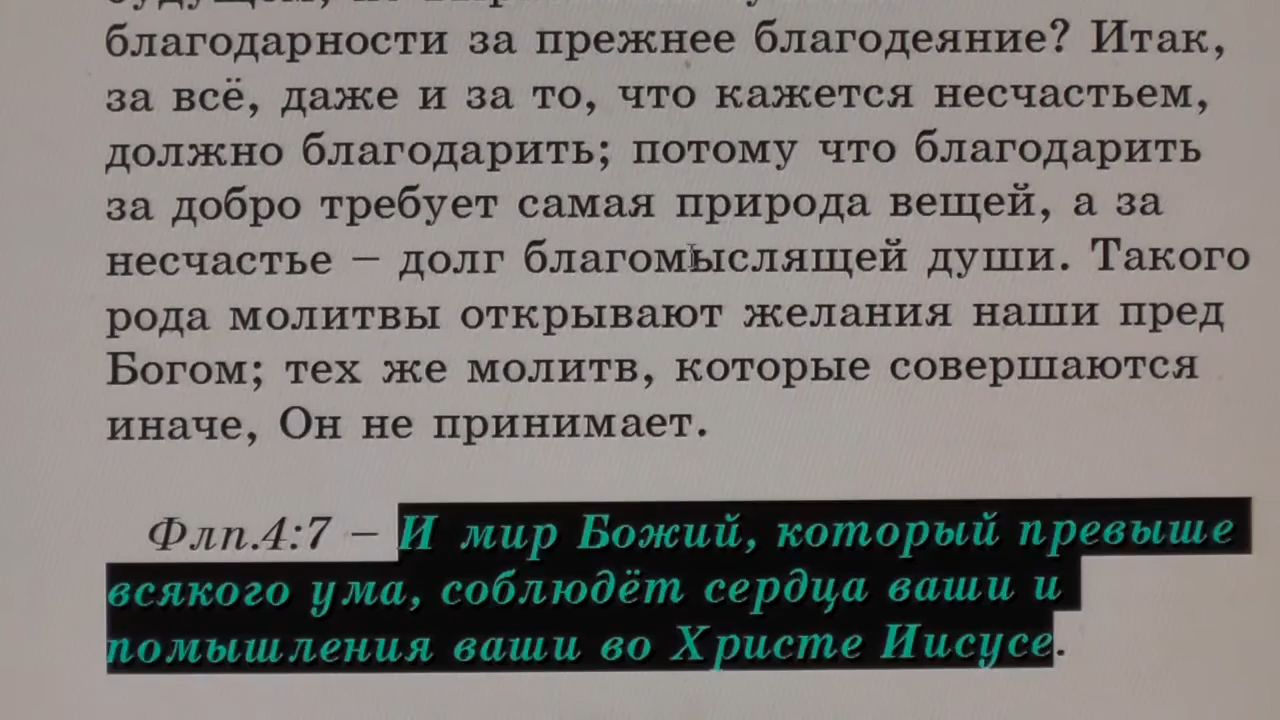 благодарности за прежнее благодеяние? Итак,
за всё, даже и за то, что кажется несчастьем,
должно благодарить; потому что благодарить
за добро требует самая природа вещей, а за
несчастье – долг благомыслящей души. Такого
рода молитвы открывают желания наши пред
Богом; тех же молитв, которые совершаются
иначе, Он не принимает.
Флп.4:7 – И мир Божий, который превыше
всякого ума, соблюдёт сердца ваши и
помышления ваши во Христе Иисусе.